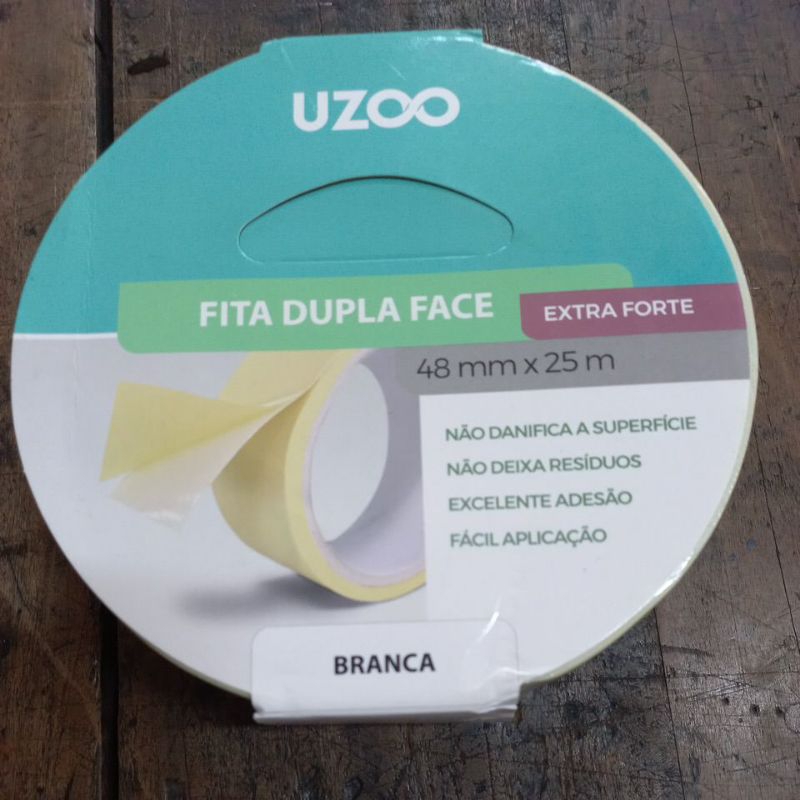 UZOO
FITA DUPLA FACE
EXTRA FORTE
48 mm x 25 m
NÃO DANIFICA A SUPERFÍCIE
NÃO DEIXA RESÍDUOS
EXCELENTE ADESÃO
FÁCIL APLICAÇÃO
BRANCA